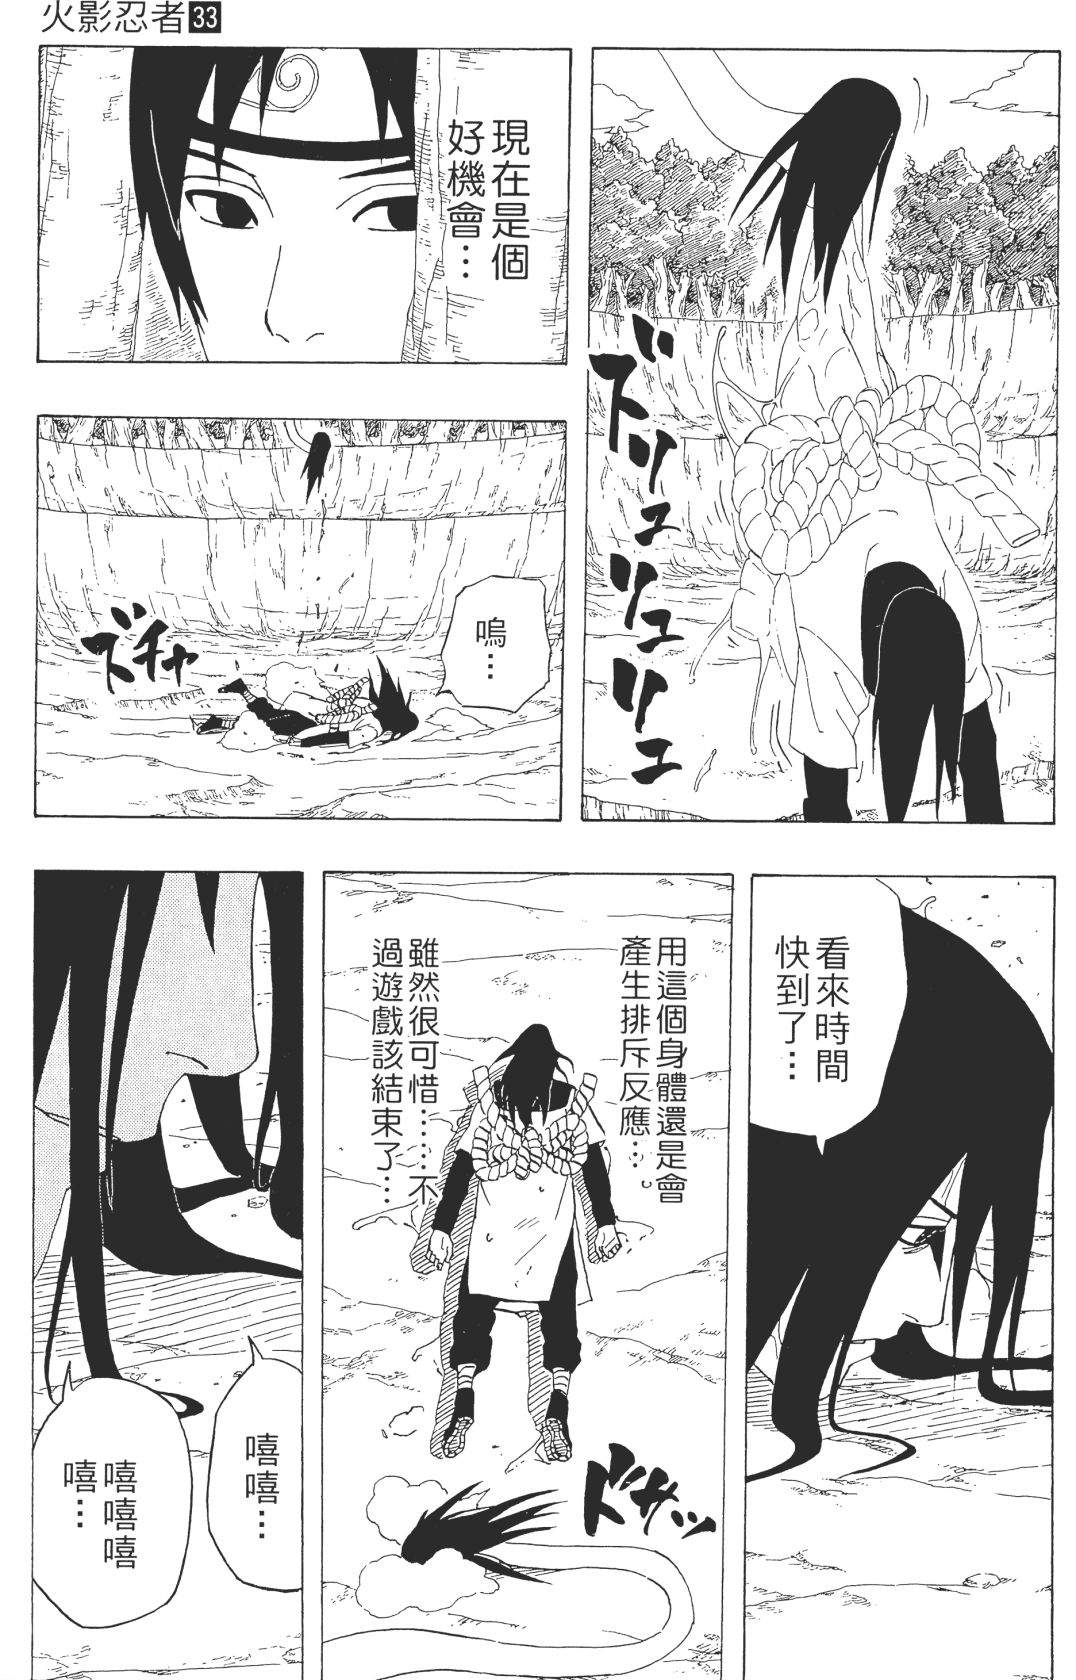 火影忍者33
ズリュリュリュ
現在是個
好機會…
嗚…
ズチャ
看來時間
快到了…
用這個身體還是會
產生排斥反應…
雖然很可惜……不
過遊戲該結束了…
ドサッ
嘻嘻…
嘻嘻嘻
嘻…